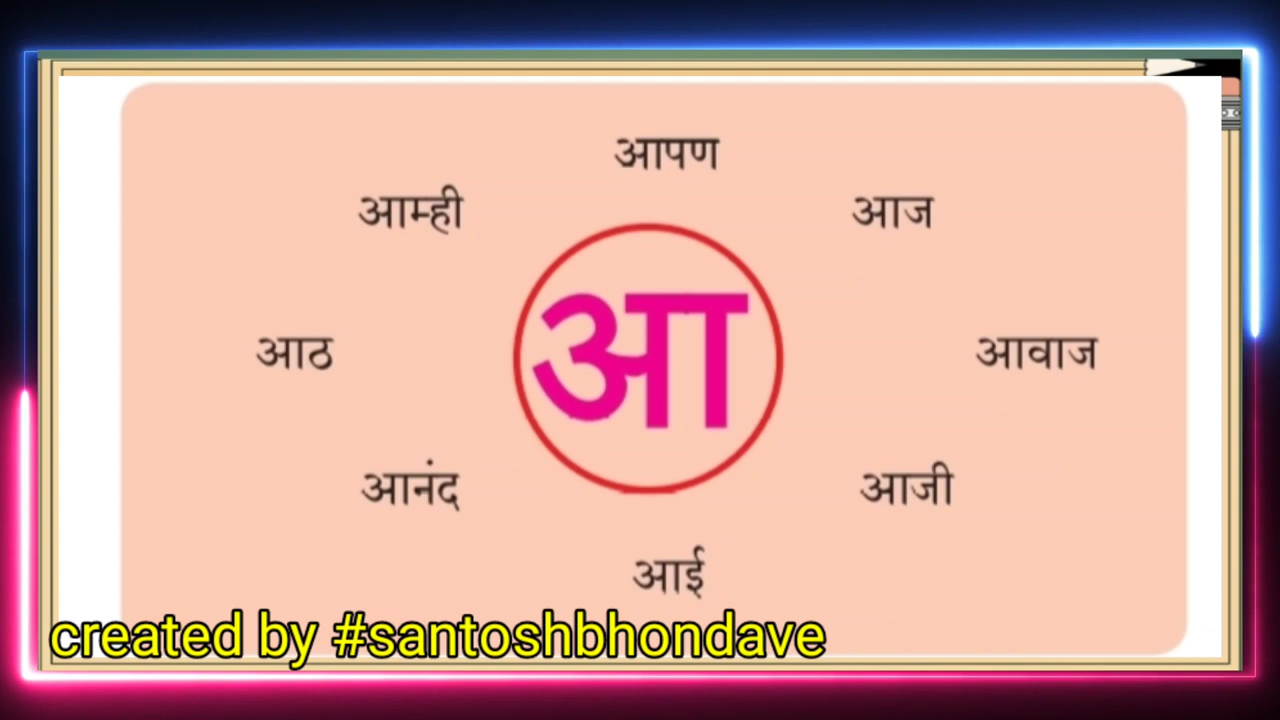 आपण
आम्ही
आज
आ
आठ
आवाज
आनंद
आजी
आई
created by #santoshbhondave